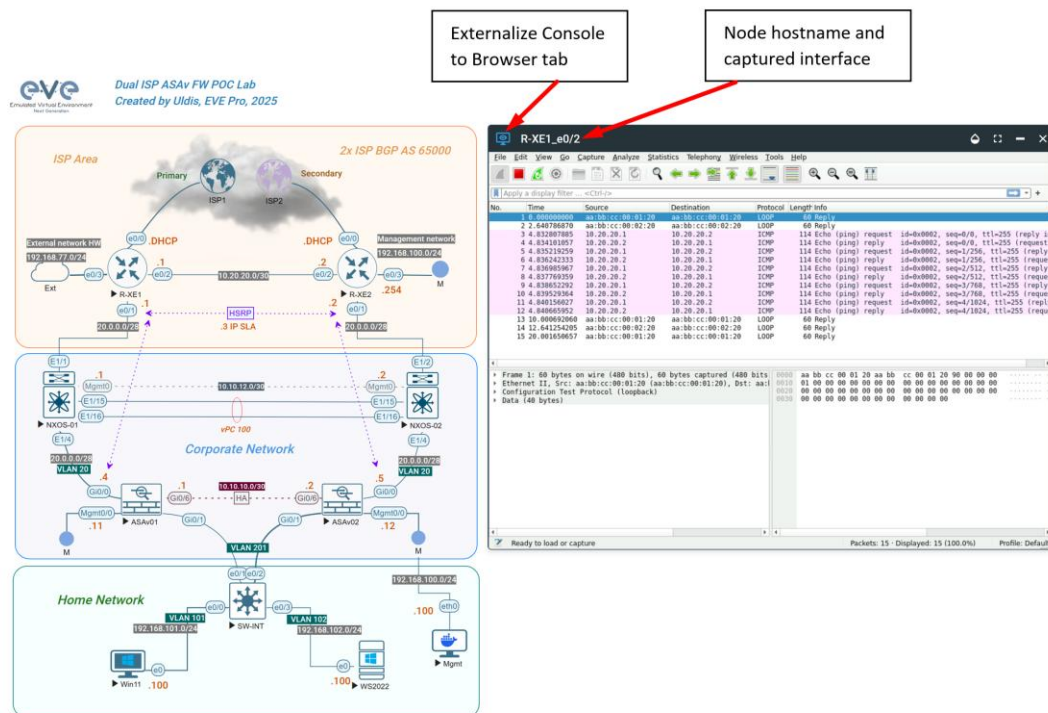 Externalize Console
to Browser tab
Node hostname and
captured interface
eve
Emulated Virtual Environment
Next Generation
Dual ISP ASAv FW POC Lab
Created by Uldis, EVE Pro, 2025
ISP Area
2x ISP BGP AS 65000
Primary
Secondary
ISP1
ISP2
External network HW
192.168.77.0/24
.DHCP
.DHCP
Management network
192.168.100.0/24
Ext
e0/3
e0/0
.1
e0/2
10.20.20.0/30
.2
e0/2
e0/0
e0/3
.254
M
R-XE1
R-XE2
e0/1
.1
HSRP
.2
e0/1
.3 IP SLA
20.0.0.0/28
20.0.0.0/28
E1/1
E1/2
.1
.2
Mgmt0
10.10.12.0/30
Mgmt0
E1/15
E1/15
E1/16
E1/16
NXOS-01
NXOS-02
vPC 100
E1/4
E1/4
Corporate Network
20.0.0.0/28
VLAN 20
20.0.0.0/28
VLAN 20
.4
.5
Gi0/0
.1
10.10.10.0/30
.2
Gi0/0
Gi0/6
HA
Gi0/6
ASAv01
ASAv02
Mgmt0/0
Gi0/1
Gi0/1
Mgmt0/0
.11
.12
M
M
VLAN 201
e0/1
e0/2
192.168.100.0/24
Home Network
e0/0
e0/3
SW-INT
VLAN 101
192.168.101.0/24
VLAN 102
192.168.102.0/24
.100
eth0
Mgmt
Win11
e0
.100
e0
.100
WS2022
R-XE1_e0/2
File Edit View Go Capture Analyze Statistics Telephony Wireless Tools Help
Apply a display filter ... <Ctrl-/>
No. Time Source Destination Protocol Length Info
1 0.000000000 aa:bb:cc:00:01:20 aa:bb:cc:00:01:20 LOOP 60 Reply
2 2.640786870 aa:bb:cc:00:02:20 aa:bb:cc:00:02:20 LOOP 60 Reply
3 4.832807885 10.20.20.1 10.20.20.2 ICMP 114 Echo (ping) request id=0x0002, seq=0/0, ttl=255 (reply i
4 4.834101057 10.20.20.2 10.20.20.1 ICMP 114 Echo (ping) reply id=0x0002, seq=0/0, ttl=255 (request
5 4.835219259 10.20.20.1 10.20.20.2 ICMP 114 Echo (ping) request id=0x0002, seq=1/256, ttl=255 (reply
6 4.836242333 10.20.20.2 10.20.20.1 ICMP 114 Echo (ping) reply id=0x0002, seq=1/256, ttl=255 (reque
7 4.836985967 10.20.20.1 10.20.20.2 ICMP 114 Echo (ping) request id=0x0002, seq=2/512, ttl=255 (reply
8 4.837769359 10.20.20.2 10.20.20.1 ICMP 114 Echo (ping) reply id=0x0002, seq=2/512, ttl=255 (reque
9 4.838652292 10.20.20.1 10.20.20.2 ICMP 114 Echo (ping) request id=0x0002, seq=3/768, ttl=255 (reply
10 4.839529364 10.20.20.2 10.20.20.1 ICMP 114 Echo (ping) reply id=0x0002, seq=3/768, ttl=255 (reque
11 4.840156027 10.20.20.1 10.20.20.2 ICMP 114 Echo (ping) request id=0x0002, seq=4/1024, ttl=255 (repl
12 4.840665952 10.20.20.2 10.20.20.1 ICMP 114 Echo (ping) reply id=0x0002, seq=4/1024, ttl=255 (requ
13 10.000692060 aa:bb:cc:00:01:20 aa:bb:cc:00:01:20 LOOP 60 Reply
14 12.641254205 aa:bb:cc:00:02:20 aa:bb:cc:00:02:20 LOOP 60 Reply
15 20.001650657 aa:bb:cc:00:01:20 aa:bb:cc:00:01:20 LOOP 60 Reply
Frame 1: 60 bytes on wire (480 bits), 60 bytes captured (480 bits
Ethernet II, Src: aa:bb:cc:00:01:20 (aa:bb:cc:00:01:20), Dst: aa:b
Configuration Test Protocol (loopback)
Data (40 bytes)
0000 aa bb cc 00 01 20 aa bb cc 00 01 20 90 00 00 00
0010 01 00 00 00 00 00 00 00 00 00 00 00 00 00 00 00
0020 00 00 00 00 00 00 00 00 00 00 00 00 00 00 00 00
0030 00 00 00 00 00 00 00 00 00 00 00 00
Ready to load or capture
Packets: 15 · Displayed: 15 (100.0%)
Profile: Default